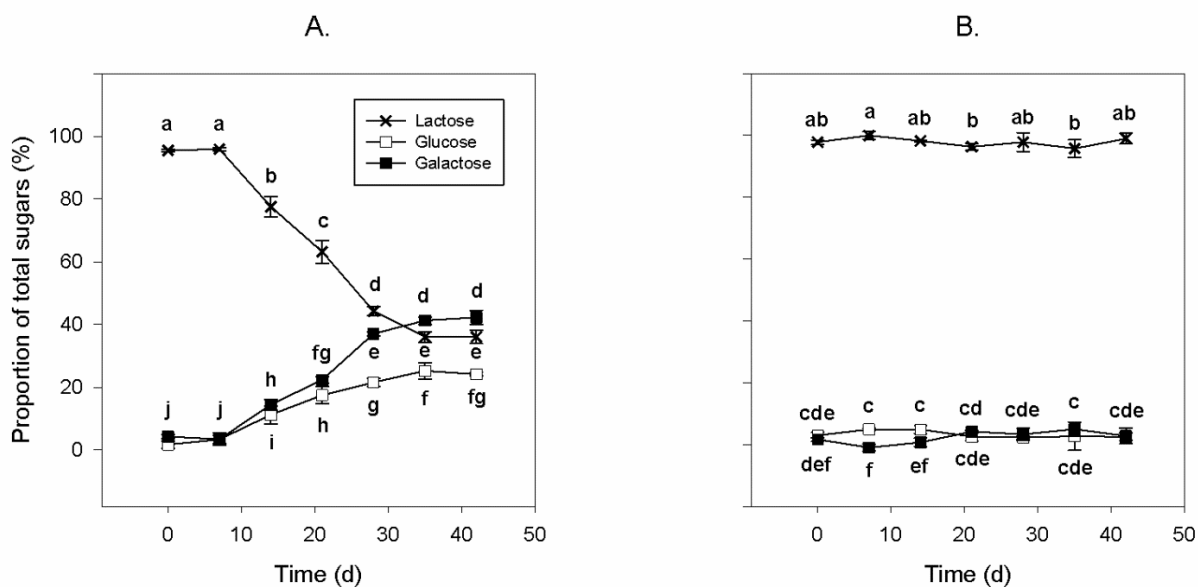 A.
B.
Proportion of total sugars (%)
100
80
60
40
20
0
Lactose
Glucose
Galactose
a a b c d d d
h fg e e e
j j i h g f fg
0 10 20 30 40 50
Time (d)
ab a ab b ab b ab
cde c c cd cde c cde
def f ef cde cde
0 10 20 30 40 50
Time (d)